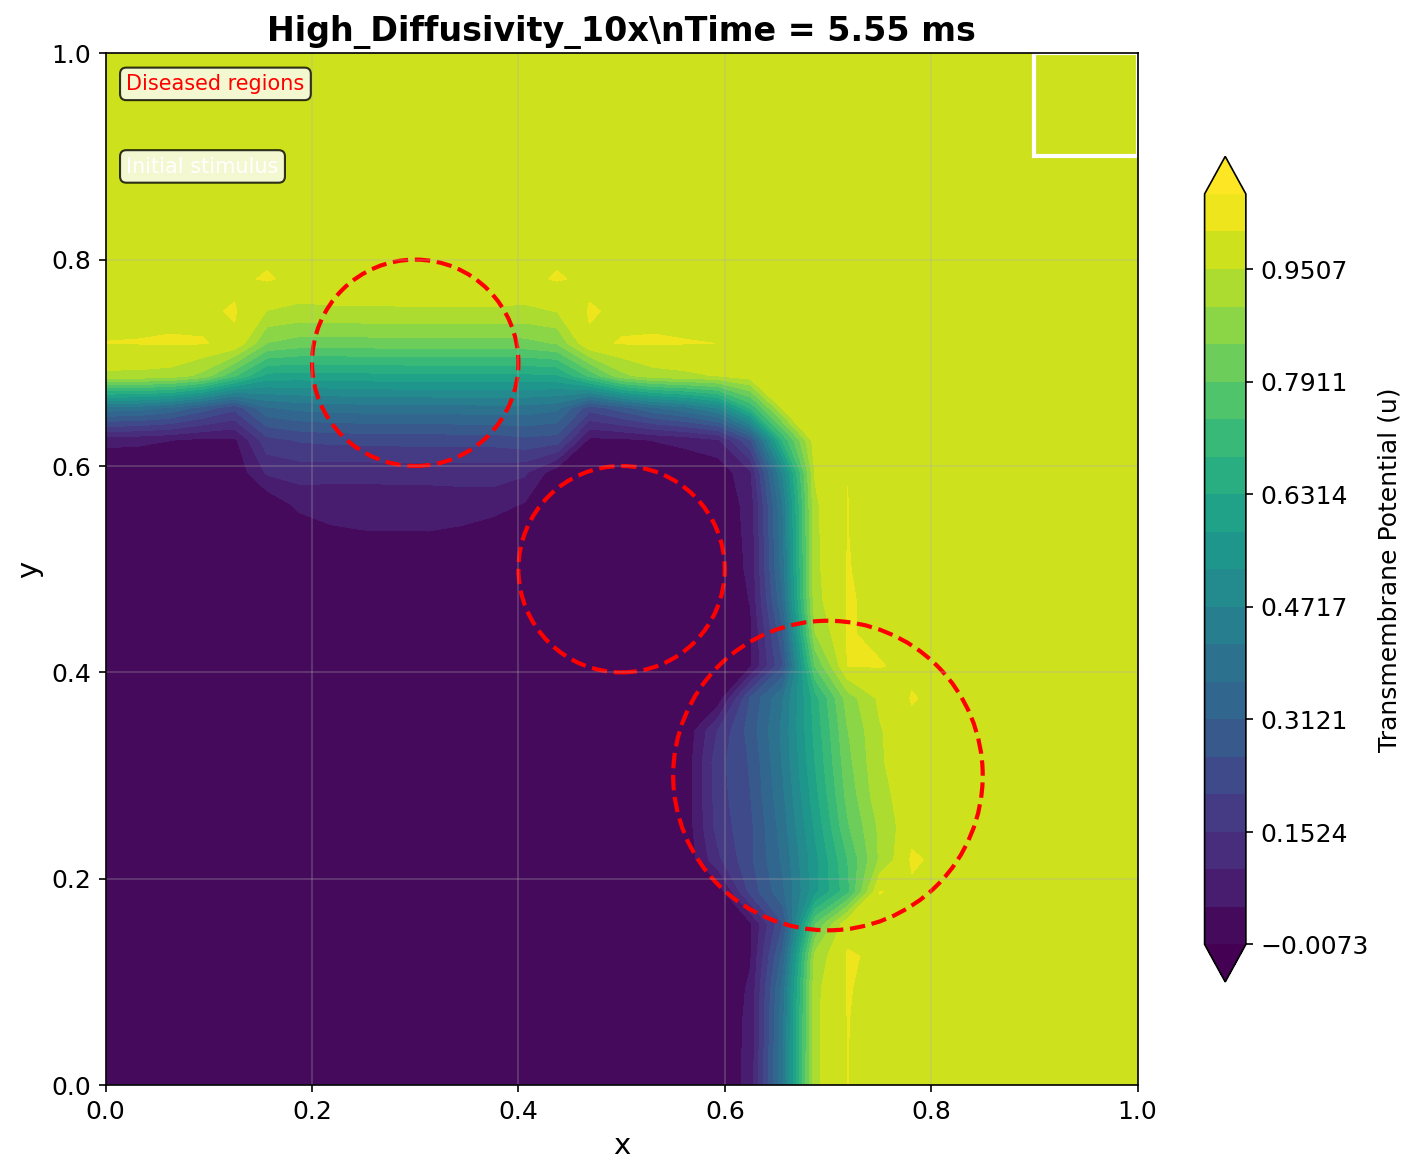 High_Diffusivity_10x\nTime = 5.55 ms
Diseased regions
Initial stimulus
1.0
0.8
0.6
0.4
0.2
0.0
y
0.0 0.2 0.4 0.6 0.8 1.0
x
0.9507
0.7911
0.6314
0.4717
0.3121
0.1524
−0.0073
Transmembrane Potential (u)